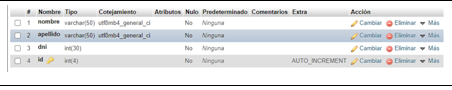 # Nombre Tipo Cotejamiento Atributos Nulo Predeterminado Comentarios Extra Acción
1 nombre varchar(50) utf8mb4_general_ci No Ninguna Cambiar Eliminar Más
2 apellido varchar(50) utf8mb4_general_ci No Ninguna Cambiar Eliminar Más
3 dni int(30) No Ninguna Cambiar Eliminar Más
4 id int(4) No Ninguna AUTO_INCREMENT Cambiar Eliminar Más